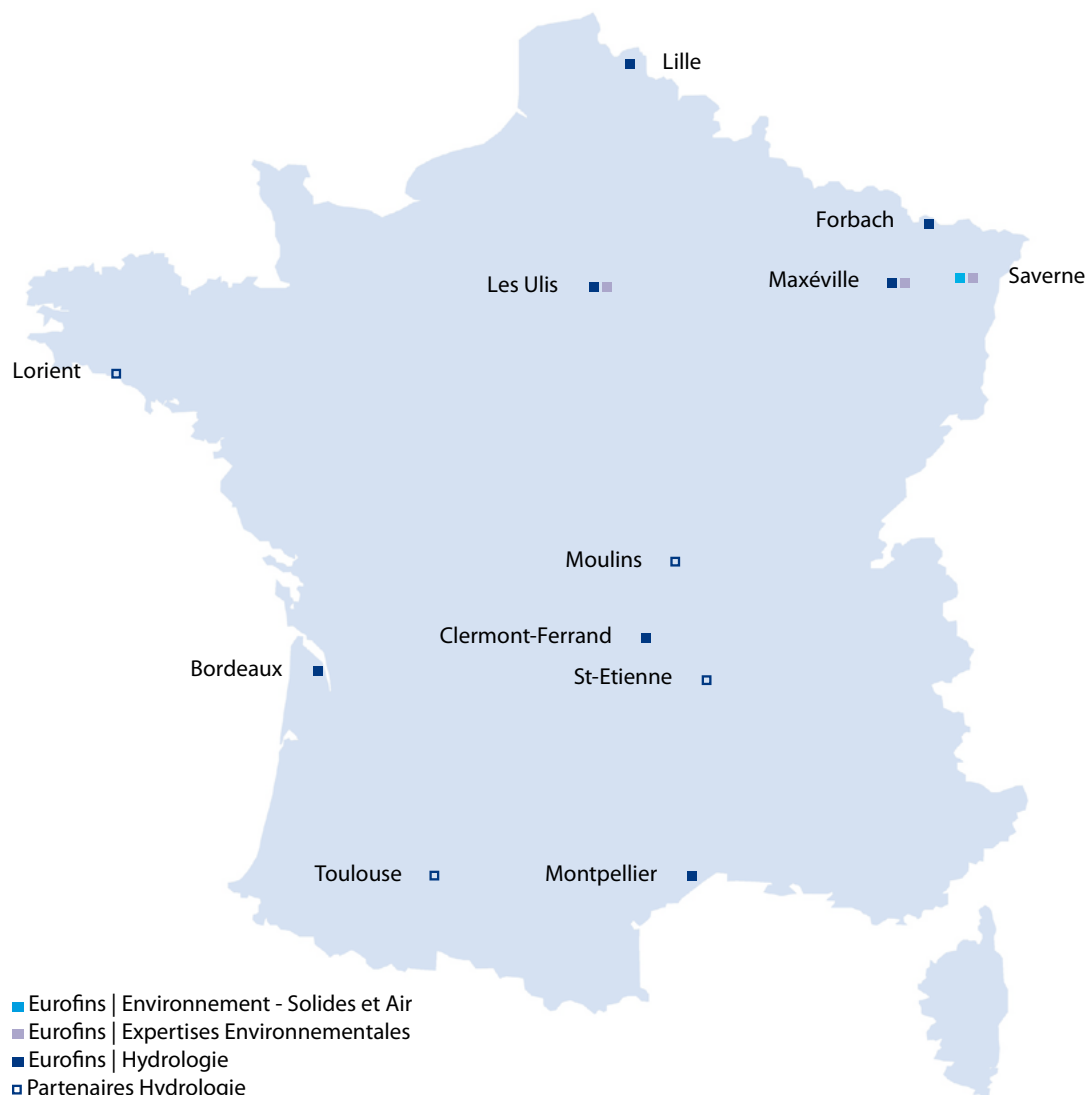 Lille
Forbach
Saverne
Maxéville
Les Ulis
Lorient
Moulins
Clermont-Ferrand
Bordeaux
St-Etienne
Toulouse
Montpellier
Eurofins | Environnement - Solides et Air
Eurofins | Expertises Environnementales
Eurofins | Hydrologie
Partenaires Hydrologie